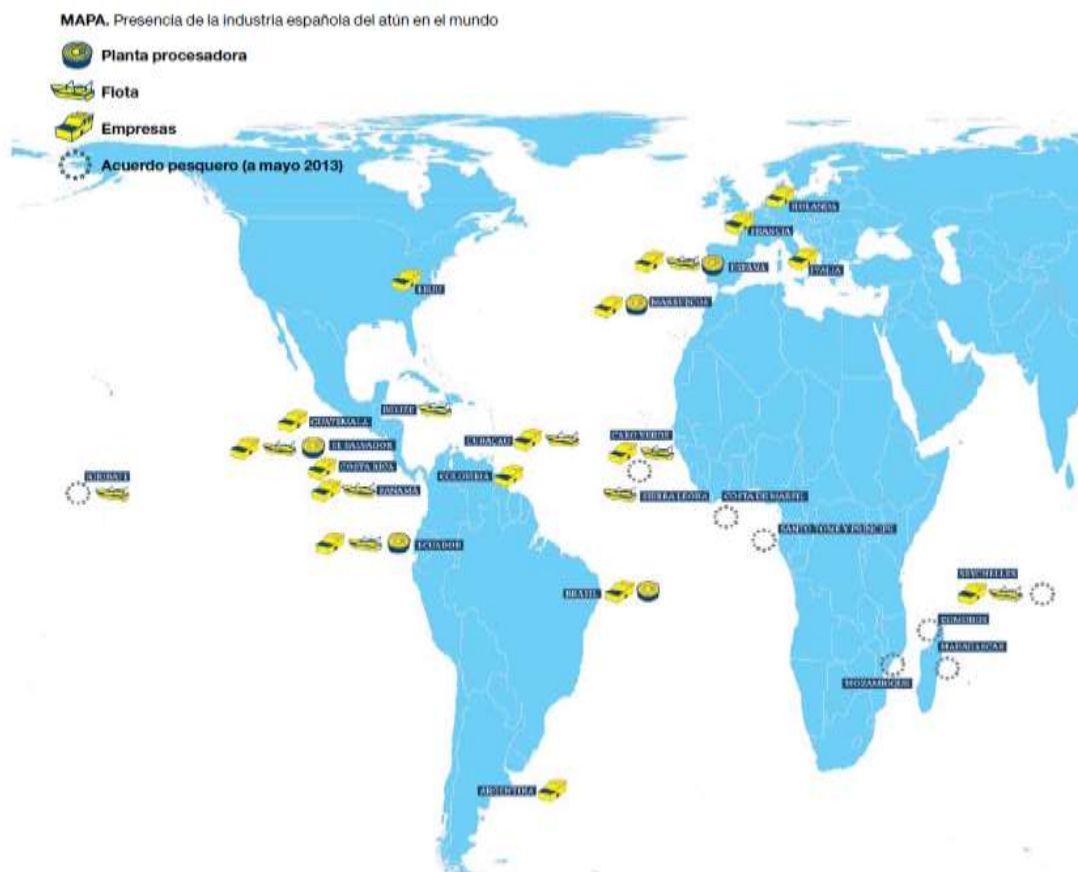 MAPA. Presencia de la industria española del atún en el mundo
Planta procesadora
Flota
Empresas
Acuerdo pesquero (a mayo 2013)
HOLANDA
FRANCIA
ESPAÑA
ITALIA
EEUU
MARRUECOS
BELIZE
GUATEMALA
CURAÇAO
CABO VERDE
EL SALVADOR
COSTA RICA
COLOMBIA
KIRIBATI
PANAMÁ
SIERRA LEONA
COSTA DE MARFIL
SANTO TOMÉ Y PRÍNCIPE
ECUADOR
SEYCHELLES
BRASIL
COMOROS
MADAGASCAR
MOZAMBIQUE
ARGENTINA